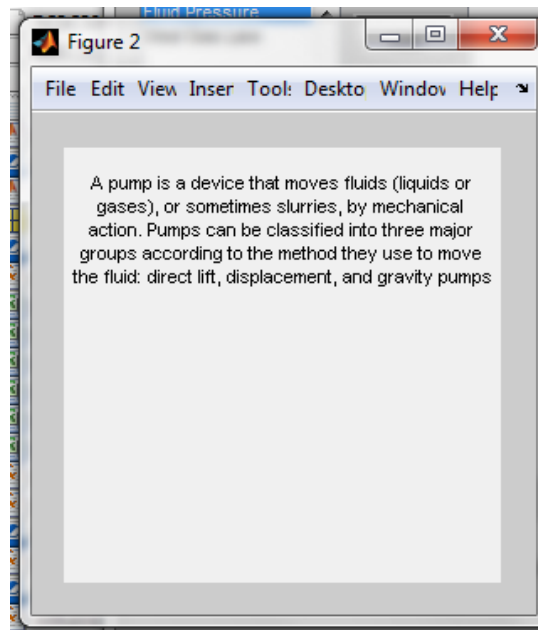 Fluid Pressure
Figure 2
File Edit View Inser Tools Deskto Window Help
A pump is a device that moves fluids (liquids or
gases), or sometimes slurries, by mechanical
action. Pumps can be classified into three major
groups according to the method they use to move
the fluid: direct lift, displacement, and gravity pumps